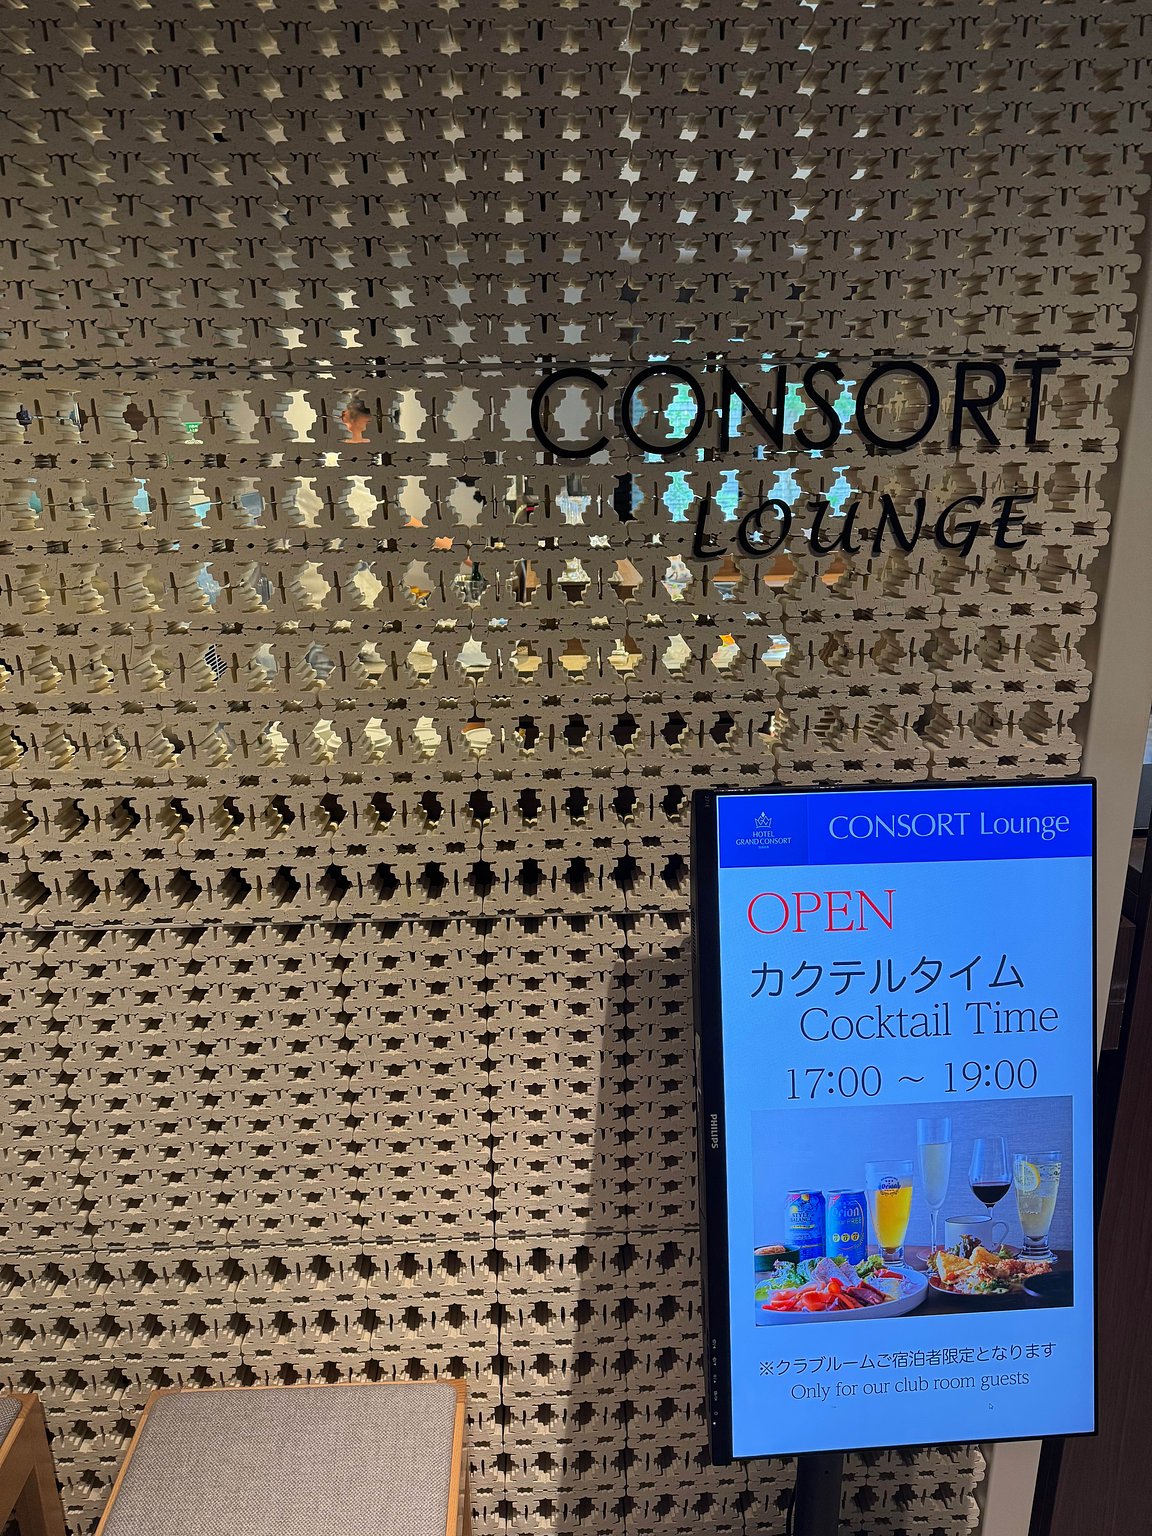 CONSORT
LOUNGE
HOTEL
GRAND CONSORT
CONSORT Lounge
OPEN
カクテルタイム
Cocktail Time
17:00 ~ 19:00
Orion
PHILIPS
※クラブルームご宿泊者限定となります
Only for our club room guests